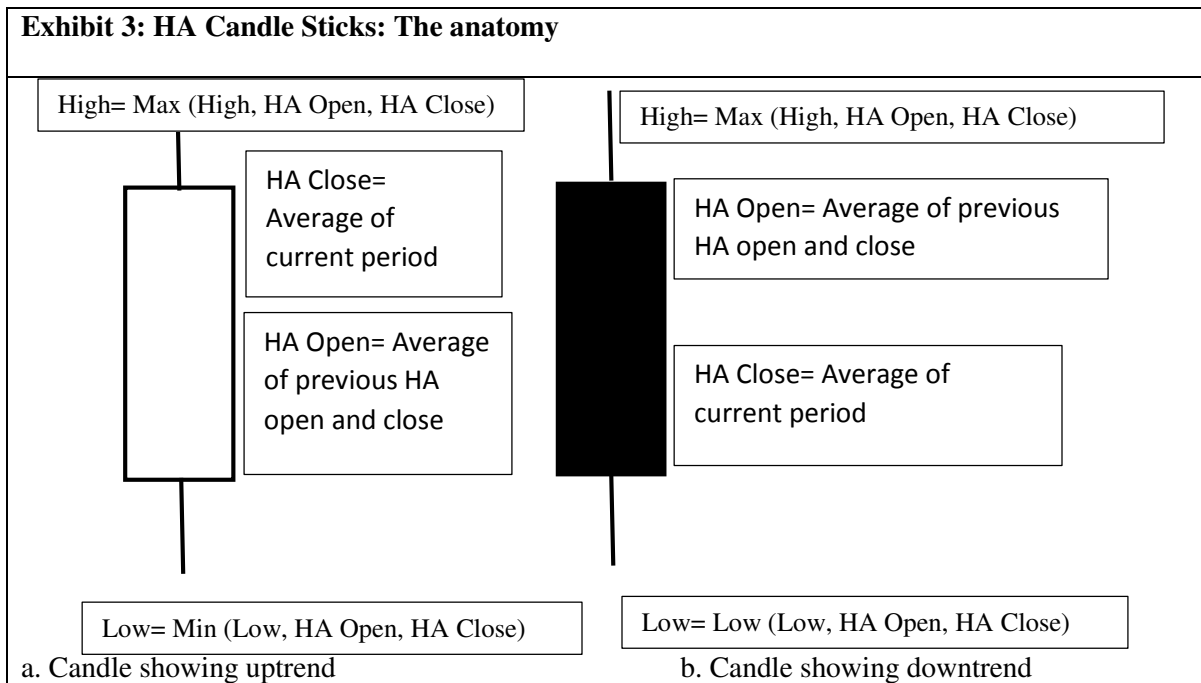 Exhibit 3: HA Candle Sticks: The anatomy
High= Max (High, HA Open, HA Close)
HA Close=
Average of
current period
HA Open= Average
of previous HA
open and close
Low= Min (Low, HA Open, HA Close)
a. Candle showing uptrend
High= Max (High, HA Open, HA Close)
HA Open= Average of previous
HA open and close
HA Close= Average of
current period
Low= Low (Low, HA Open, HA Close)
b. Candle showing downtrend